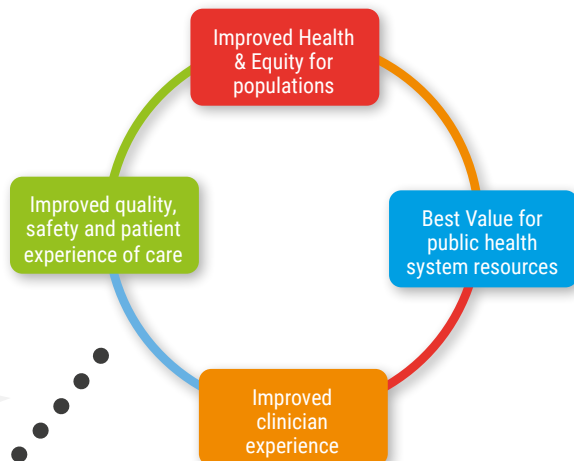 Improved Health
& Equity for
populations
Improved quality,
safety and patient
experience of care
Best Value for
public health
system resources
Improved
clinician
experience